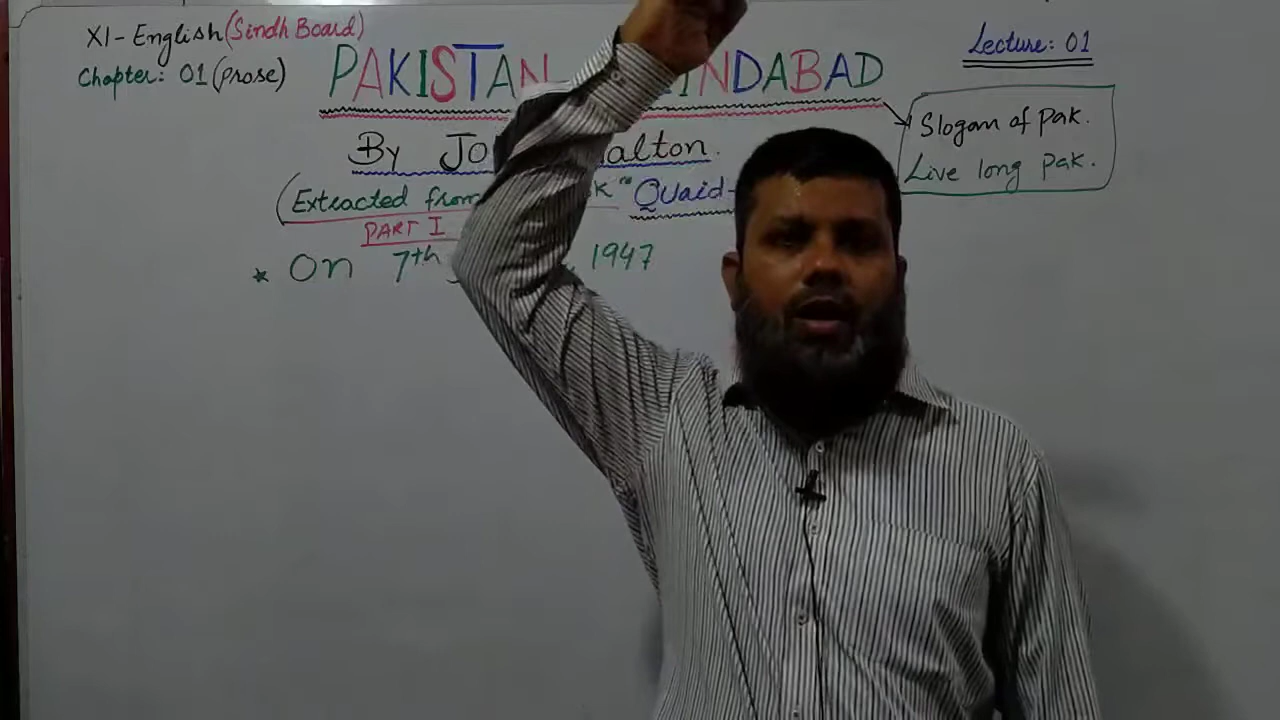 XI-English (Sindh Board)
Chapter: 01 (Prose)
Lecture: 01
PAKISTAN INDABAD
Slogan of Pak.
Live long Pak.
By Jo alton.
(Extracted from K " Quaid-
PART I
* On 7th 1947